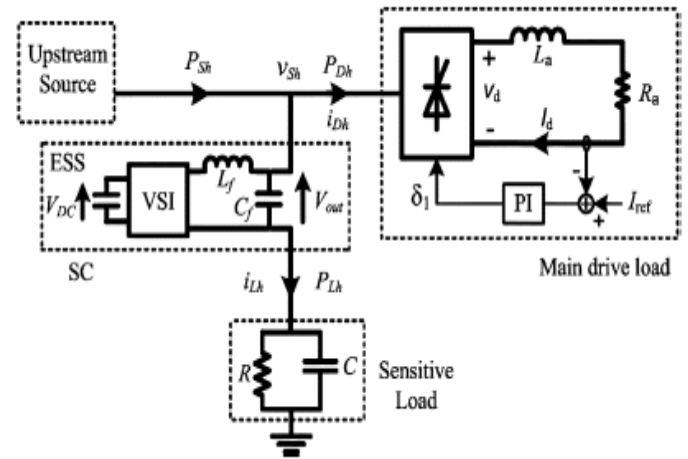 Upstream
Source
P_Sh
v_Sh
P_Dh
i_Dh
L_a
+
V_d
-
I_d
R_a
δ_1
PI
-
+
I_ref
Main drive load
ESS
V_DC
VSI
L_f
C_f
V_out
SC
i_Lh
P_Lh
R
C
Sensitive
Load